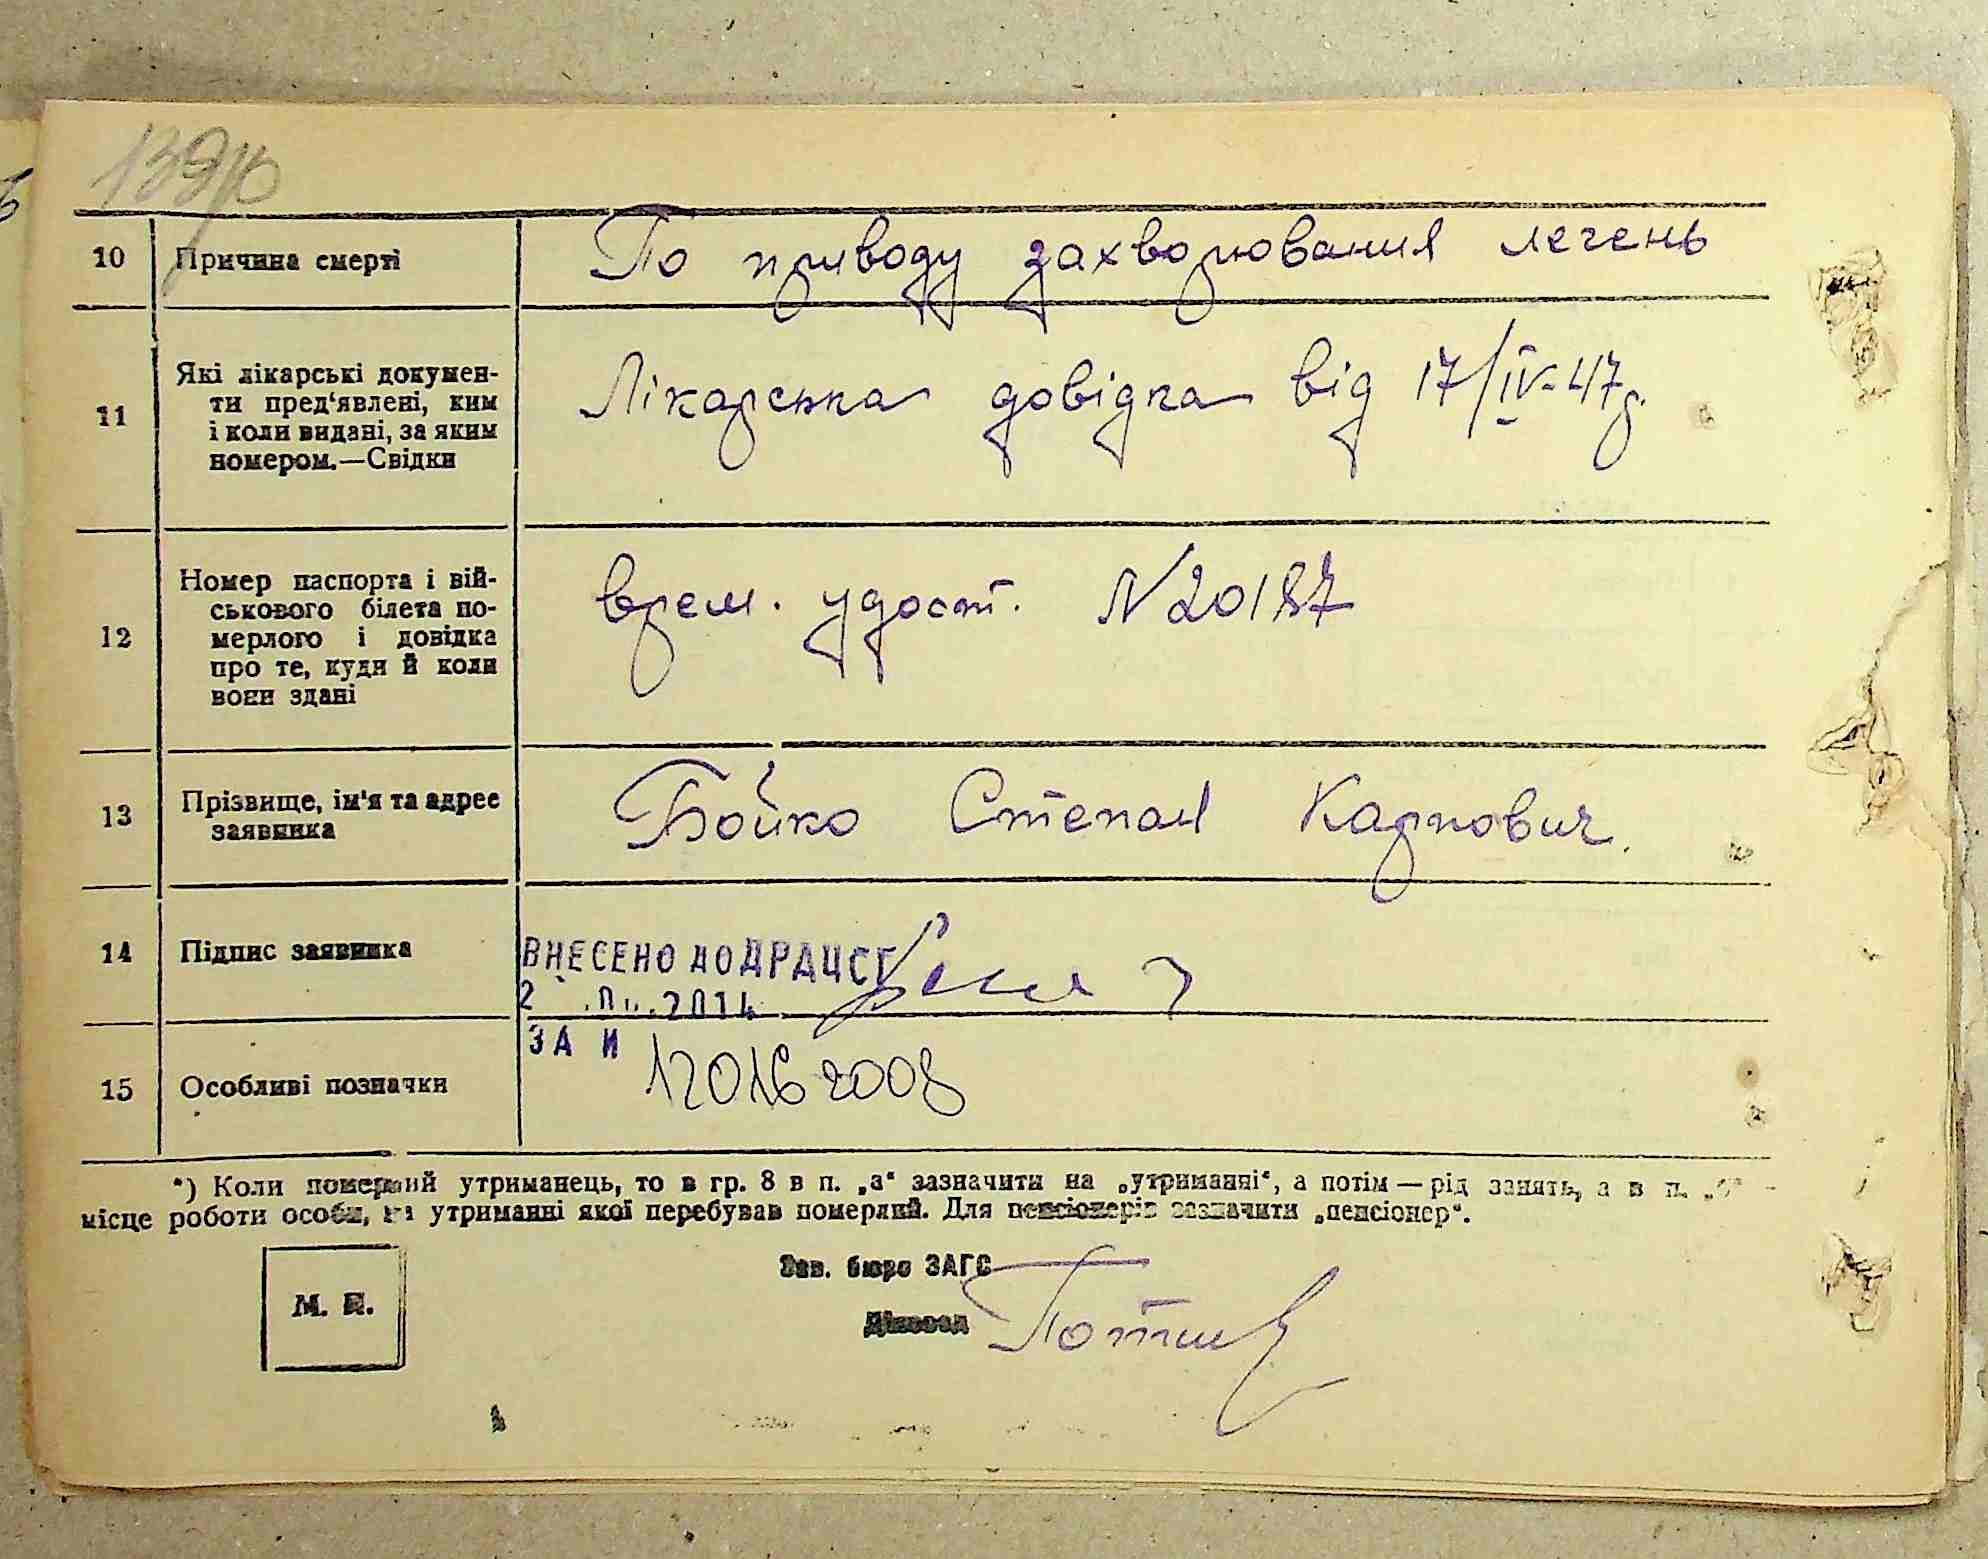 139
10 Причина смерті По приводу захворювання легень
11 Які лікарські докумен-
ти пред'явлені, ким
і коли видані, за яким
номером.—Свідки
Лікарська довідка від 17/IV-47р.
12 Номер паспорта і вій-
ськового білета по-
мерлого і довідка
про те, куди й коли
вони здані
врем. удост. N 20187
13 Прізвище, ім'я та адрес
заявника
Бойко Степан Карпович.
14 Підпис заявника
ВНЕСЕНО ДО ДРАЦСГ
2 2014
ЗА И 120162008
15 Особливі позначки
*) Коли померлий утриманець, то в гр. 8 в п. „а“ зазначити на „утриманні“, а потім — рід занять, а в п.
місце роботи особи, на утриманні якої перебував померлий. Для пенсіонерів зазначити „пенсіонер“.
Зав. бюро ЗАГС
М. П.
Діловод